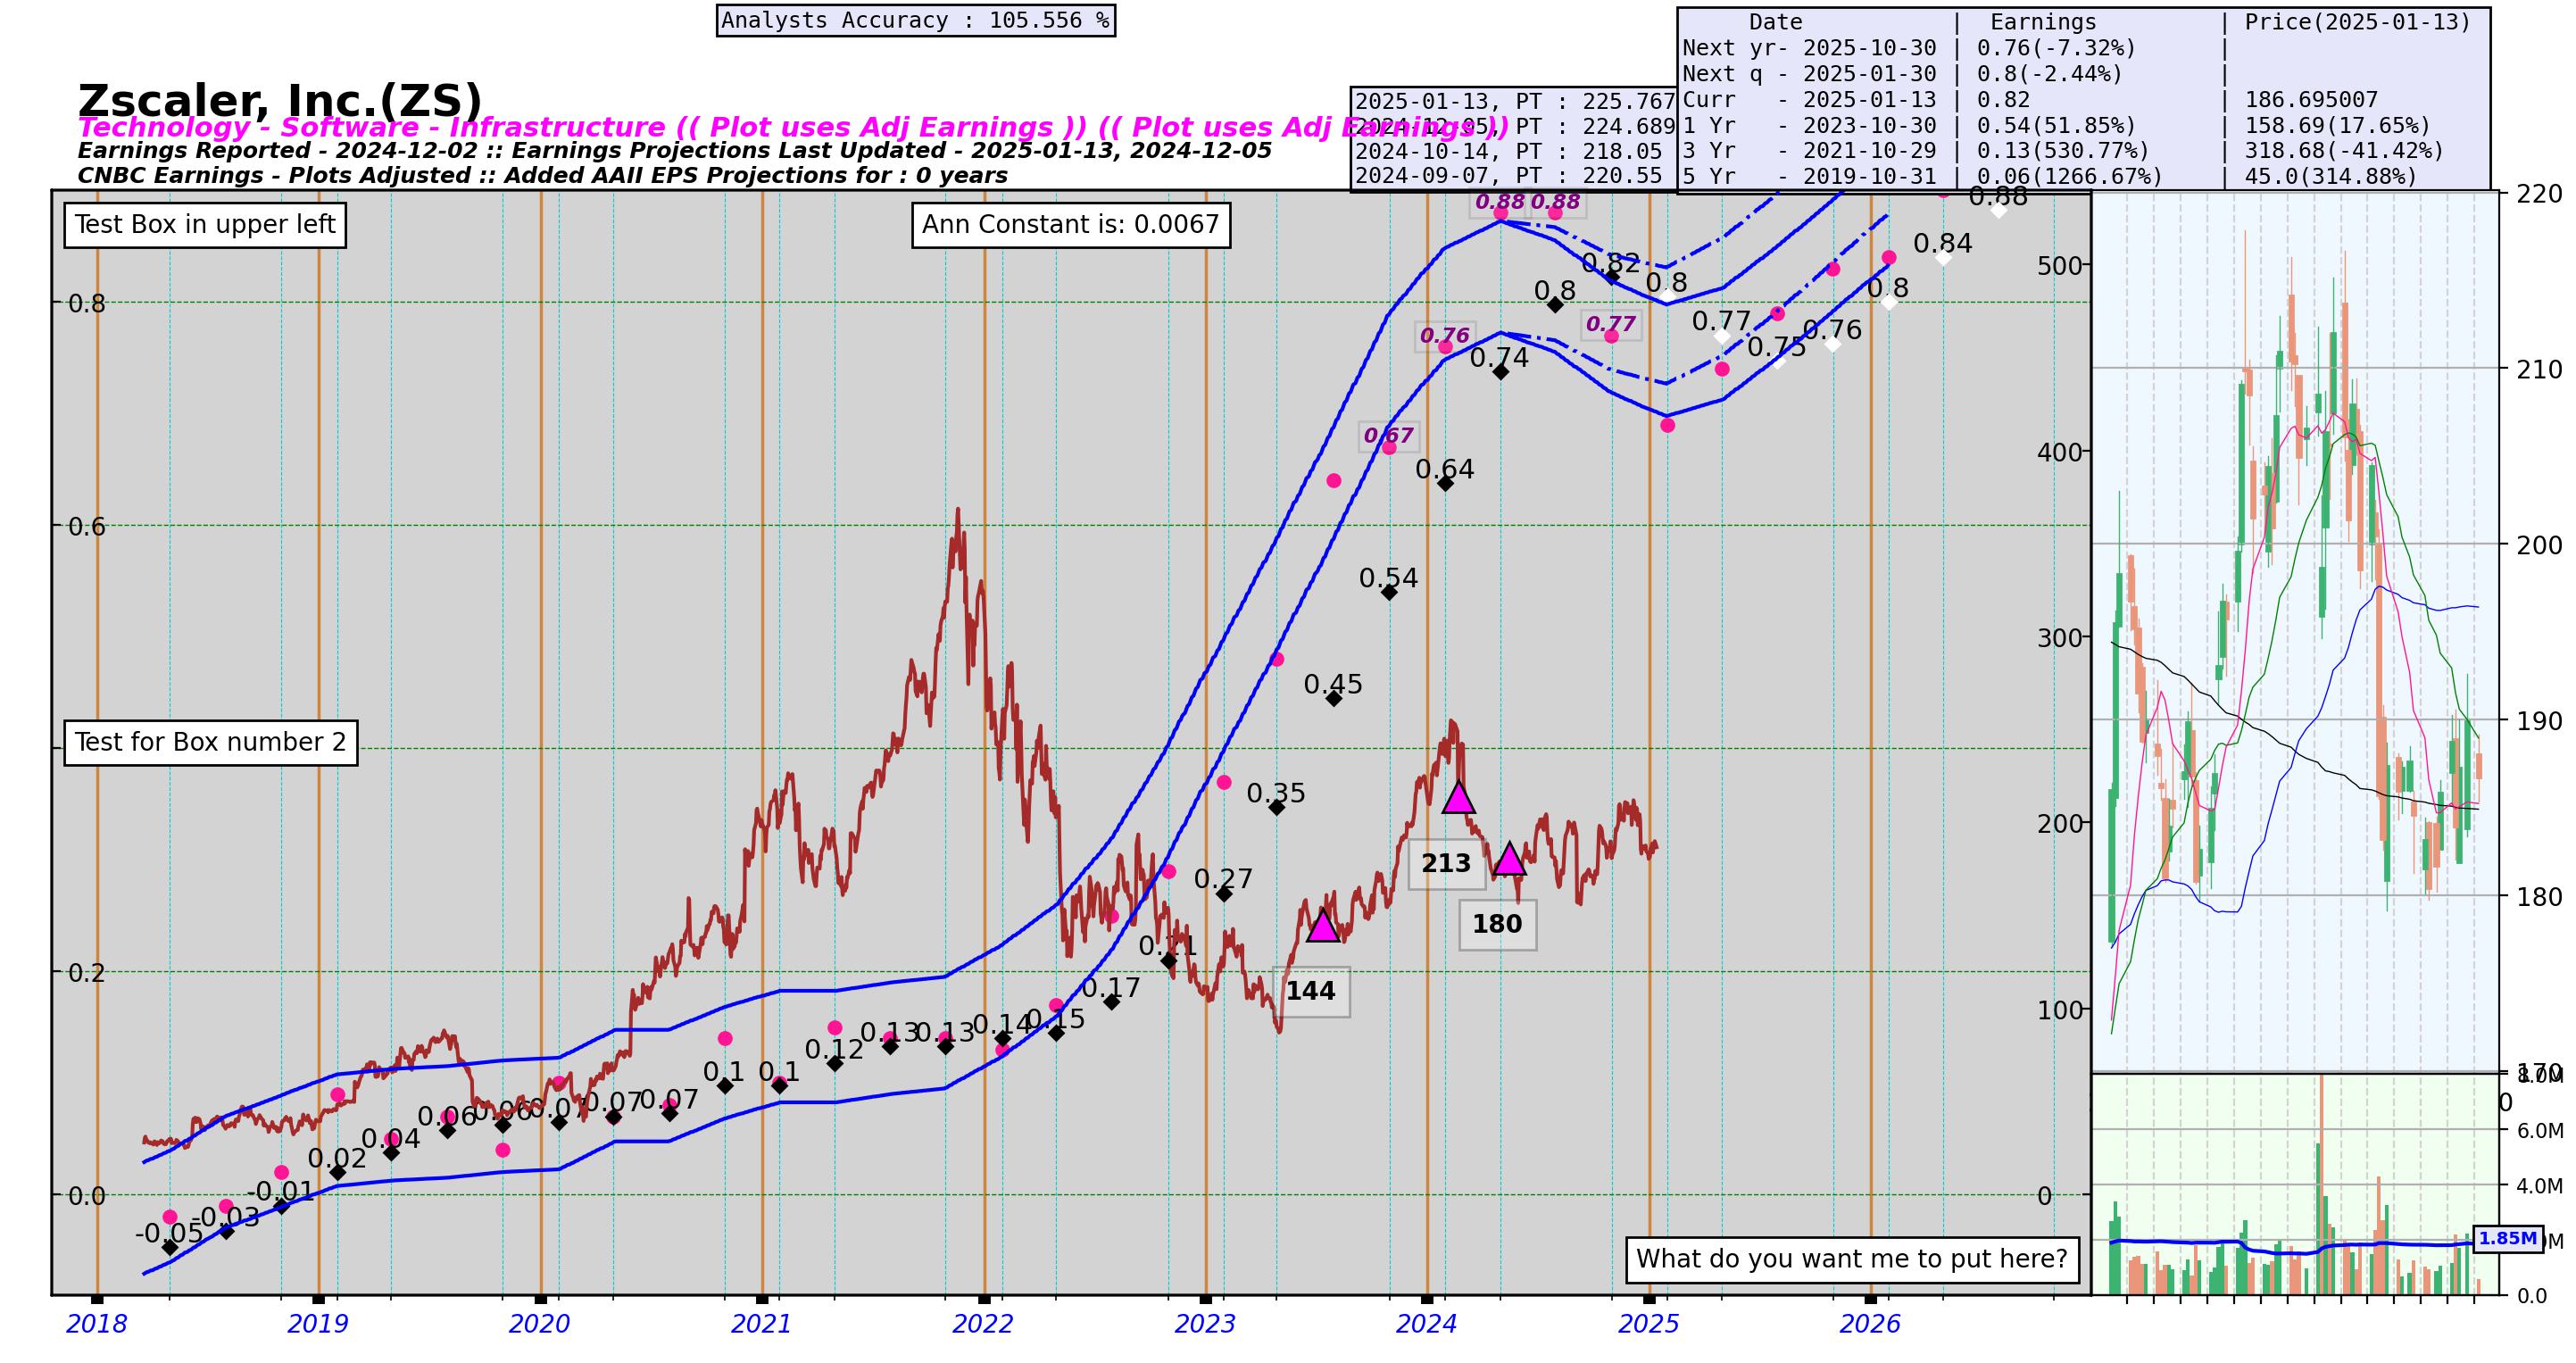 Analysts Accuracy : 105.556 %
Date | Earnings | Price(2025-01-13)
Next yr- 2025-10-30 | 0.76(-7.32%) |
Next q - 2025-01-30 | 0.8(-2.44%) |
Curr - 2025-01-13 | 0.82 | 186.695007
1 Yr - 2023-10-30 | 0.54(51.85%) | 158.69(17.65%)
3 Yr - 2021-10-29 | 0.13(530.77%) | 318.68(-41.42%)
5 Yr - 2019-10-31 | 0.06(1266.67%) | 45.0(314.88%)
Zscaler, Inc.(ZS)
Technology - Software - Infrastructure (( Plot uses Adj Earnings )) (( Plot uses Adj Earnings ))
Earnings Reported - 2024-12-02 :: Earnings Projections Last Updated - 2025-01-13, 2024-12-05
CNBC Earnings - Plots Adjusted :: Added AAII EPS Projections for : 0 years
2025-01-13, PT : 225.767
2024-12-05, PT : 224.689
2024-10-14, PT : 218.05
2024-09-07, PT : 220.55
Test Box in upper left
Ann Constant is: 0.0067
Test for Box number 2
What do you want me to put here?
0.8
0.6
0.2
0.0
-0.05
-0.03
-0.01
0.02
0.04
0.06
0.06
0.07
0.07
0.07
0.1
0.1
0.12
0.13
0.13
0.14
0.15
0.17
0.21
0.27
0.35
0.45
0.54
0.64
0.74
0.8
0.82
0.8
0.77
0.75
0.76
0.8
0.84
0.88
0.67
0.76
0.88
0.88
0.77
144
213
180
500
400
300
200
100
0
220
210
200
190
180
170
8.0M
6.0M
4.0M
1.85M
0.0
2018
2019
2020
2021
2022
2023
2024
2025
2026